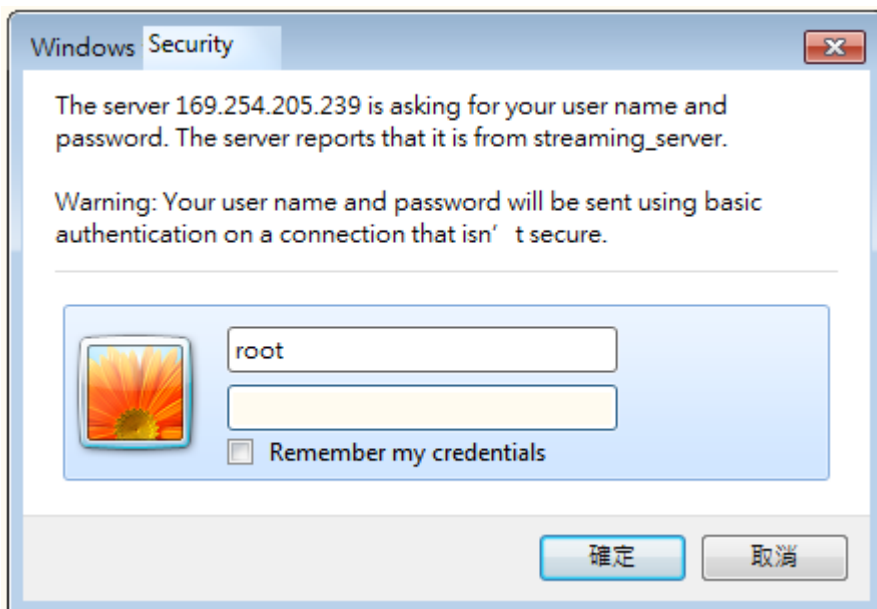 Windows Security
The server 169.254.205.239 is asking for your user name and
password. The server reports that it is from streaming_server.
Warning: Your user name and password will be sent using basic
authentication on a connection that isn’ t secure.
root
Remember my credentials
確定 取消